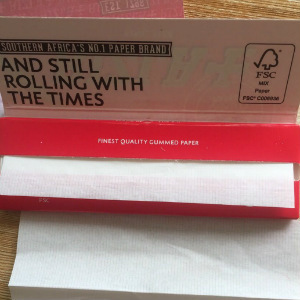 SOUTHERN AFRICA'S NO.1 PAPER BRAND
AND STILL
ROLLING WITH
THE TIMES
FSC
MIX
Paper
FINEST QUALITY GUMMED PAPER
FSC